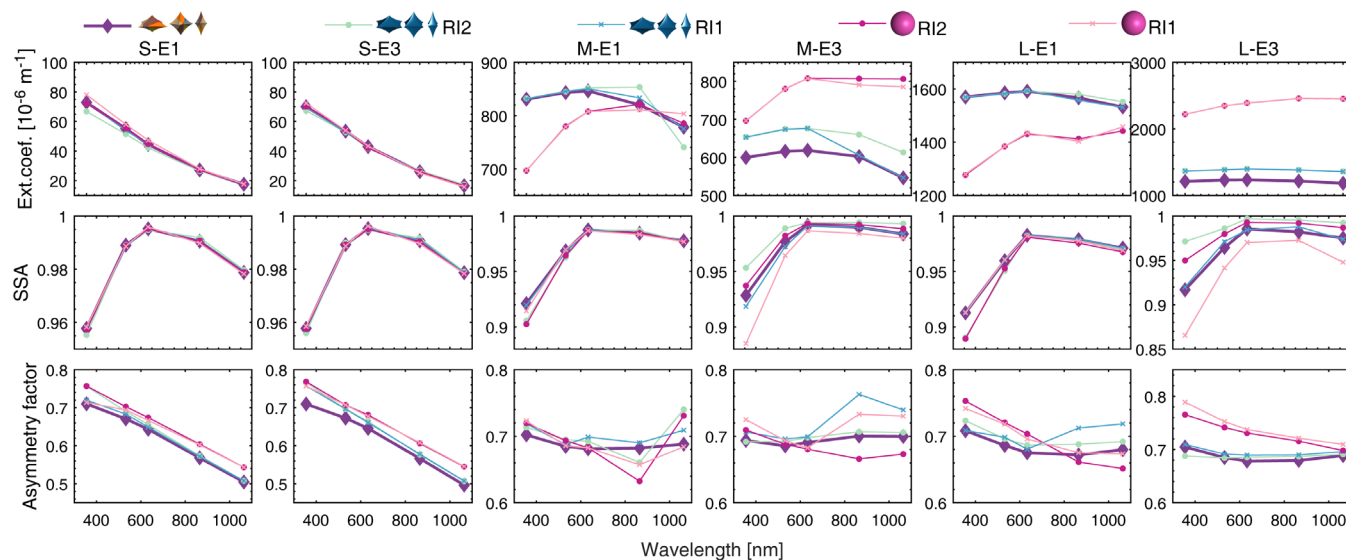 RI2 RI1 RI2 RI1
S-E1 S-E3 M-E1 M-E3 L-E1 L-E3
Ext.coef. [10⁻⁶ m⁻¹]
100 100 900 850 1700 3000
80 80 800
60 60 800 700 1600 2000
40 40 700 600 1400
20 20 500 1200 1000
SSA
1 1 1 1 1 1
0.98 0.98 0.95 0.95 0.95 0.95
0.96 0.96 0.9 0.9 0.9 0.9
0.85
Asymmetry factor
0.8 0.8 0.8 0.8 0.8
0.7 0.7 0.7 0.7 0.7 0.8
0.6 0.6 0.7
0.5 0.5 0.6 0.6 0.6 0.6
400 600 800 1000 400 600 800 1000 400 600 800 1000 400 600 800 1000 400 600 800 1000 400 600 800 1000
Wavelength [nm]